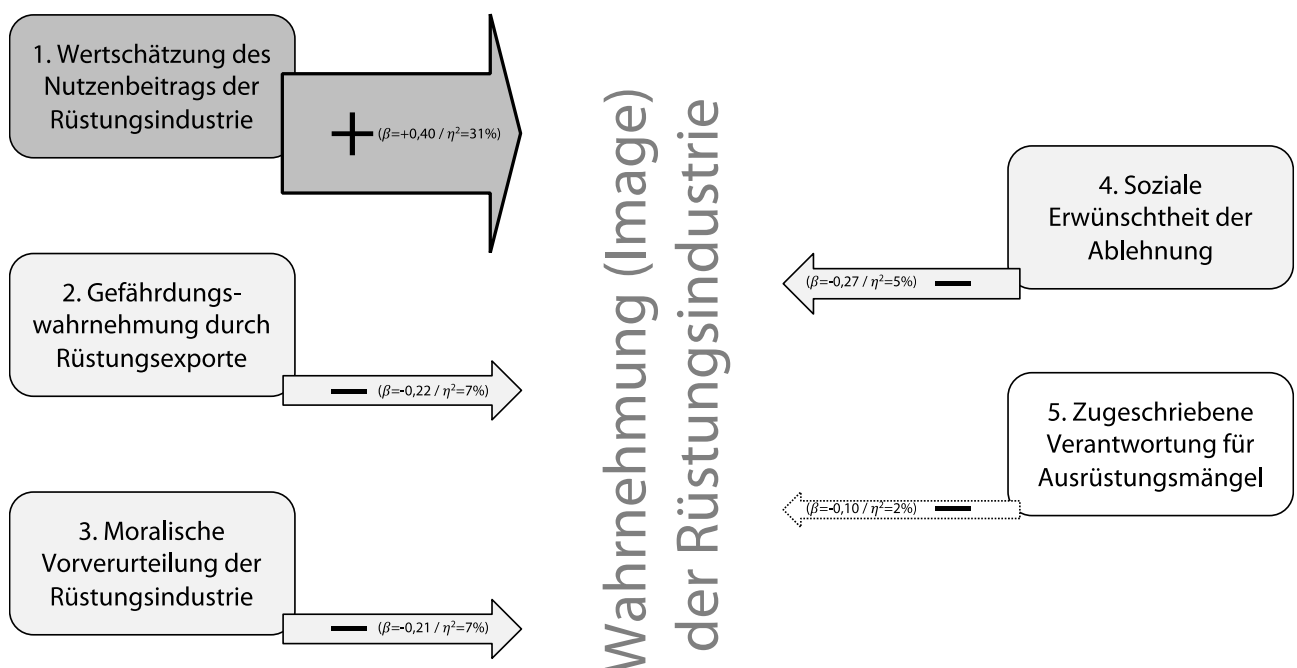 1. Wertschätzung des
Nutzenbeitrags der
Rüstungsindustrie
(β=+0,40 / η²=31%)
2. Gefährdungs-
wahrnehmung durch
Rüstungsexporte
(β=-0,22 / η²=7%)
3. Moralische
Vorverurteilung der
Rüstungsindustrie
(β=-0,21 / η²=7%)
Wahrnehmung (Image)
der Rüstungsindustrie
4. Soziale
Erwünschtheit der
Ablehnung
(β=-0,27 / η²=5%)
5. Zugeschriebene
Verantwortung für
Ausrüstungsmängel
(β=-0,10 / η²=2%)